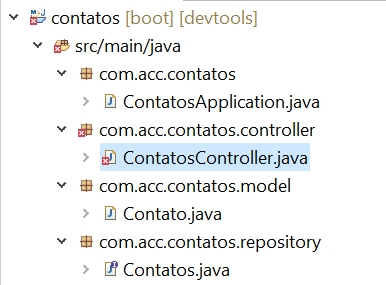 contatos [boot] [devtools]
src/main/java
com.acc.contatos
ContatosApplication.java
com.acc.contatos.controller
ContatosController.java
com.acc.contatos.model
Contato.java
com.acc.contatos.repository
Contatos.java